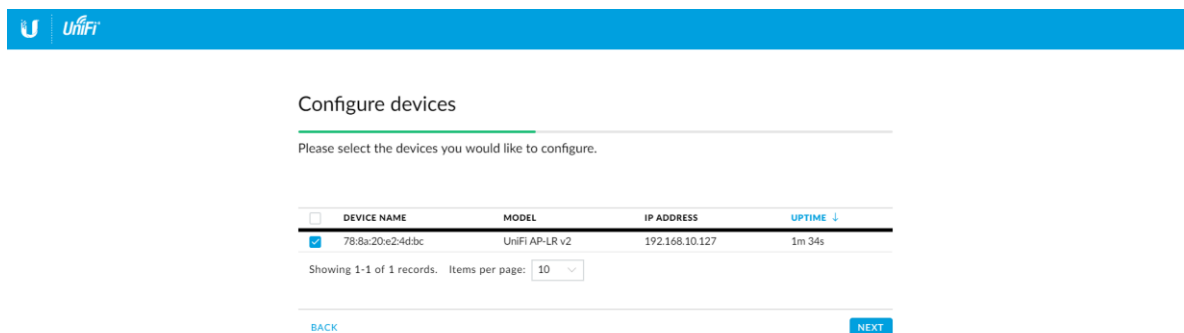 U UniFi
Configure devices
Please select the devices you would like to configure.
DEVICE NAME MODEL IP ADDRESS UPTIME ↓
78:8a:20:e2:4d:bc UniFi AP-LR v2 192.168.10.127 1m 34s
Showing 1-1 of 1 records. Items per page: 10
BACK NEXT